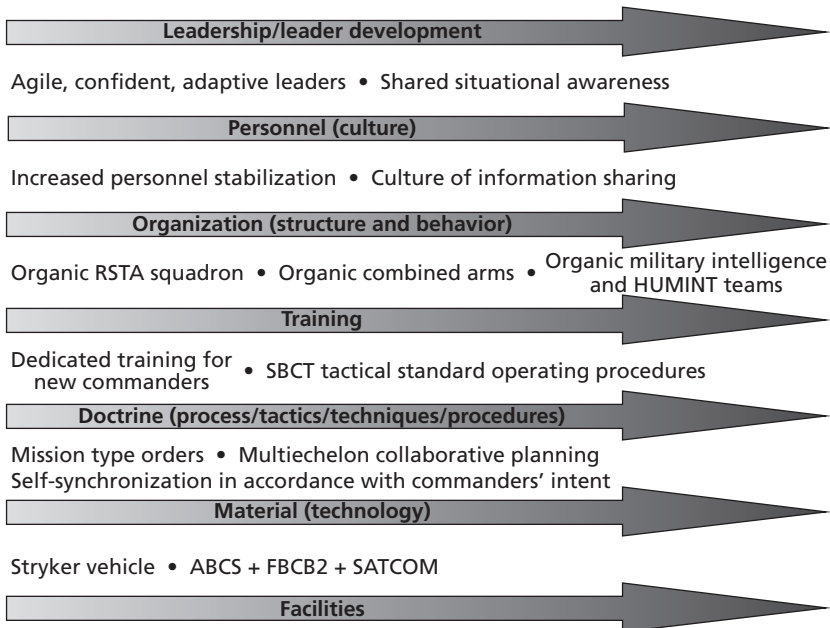 Leadership/leader development
Agile, confident, adaptive leaders • Shared situational awareness
Personnel (culture)
Increased personnel stabilization • Culture of information sharing
Organization (structure and behavior)
Organic RSTA squadron • Organic combined arms • Organic military intelligence
and HUMINT teams
Training
Dedicated training for
new commanders • SBCT tactical standard operating procedures
Doctrine (process/tactics/techniques/procedures)
Mission type orders • Multiechelon collaborative planning
Self-synchronization in accordance with commanders' intent
Material (technology)
Stryker vehicle • ABCS + FBCB2 + SATCOM
Facilities